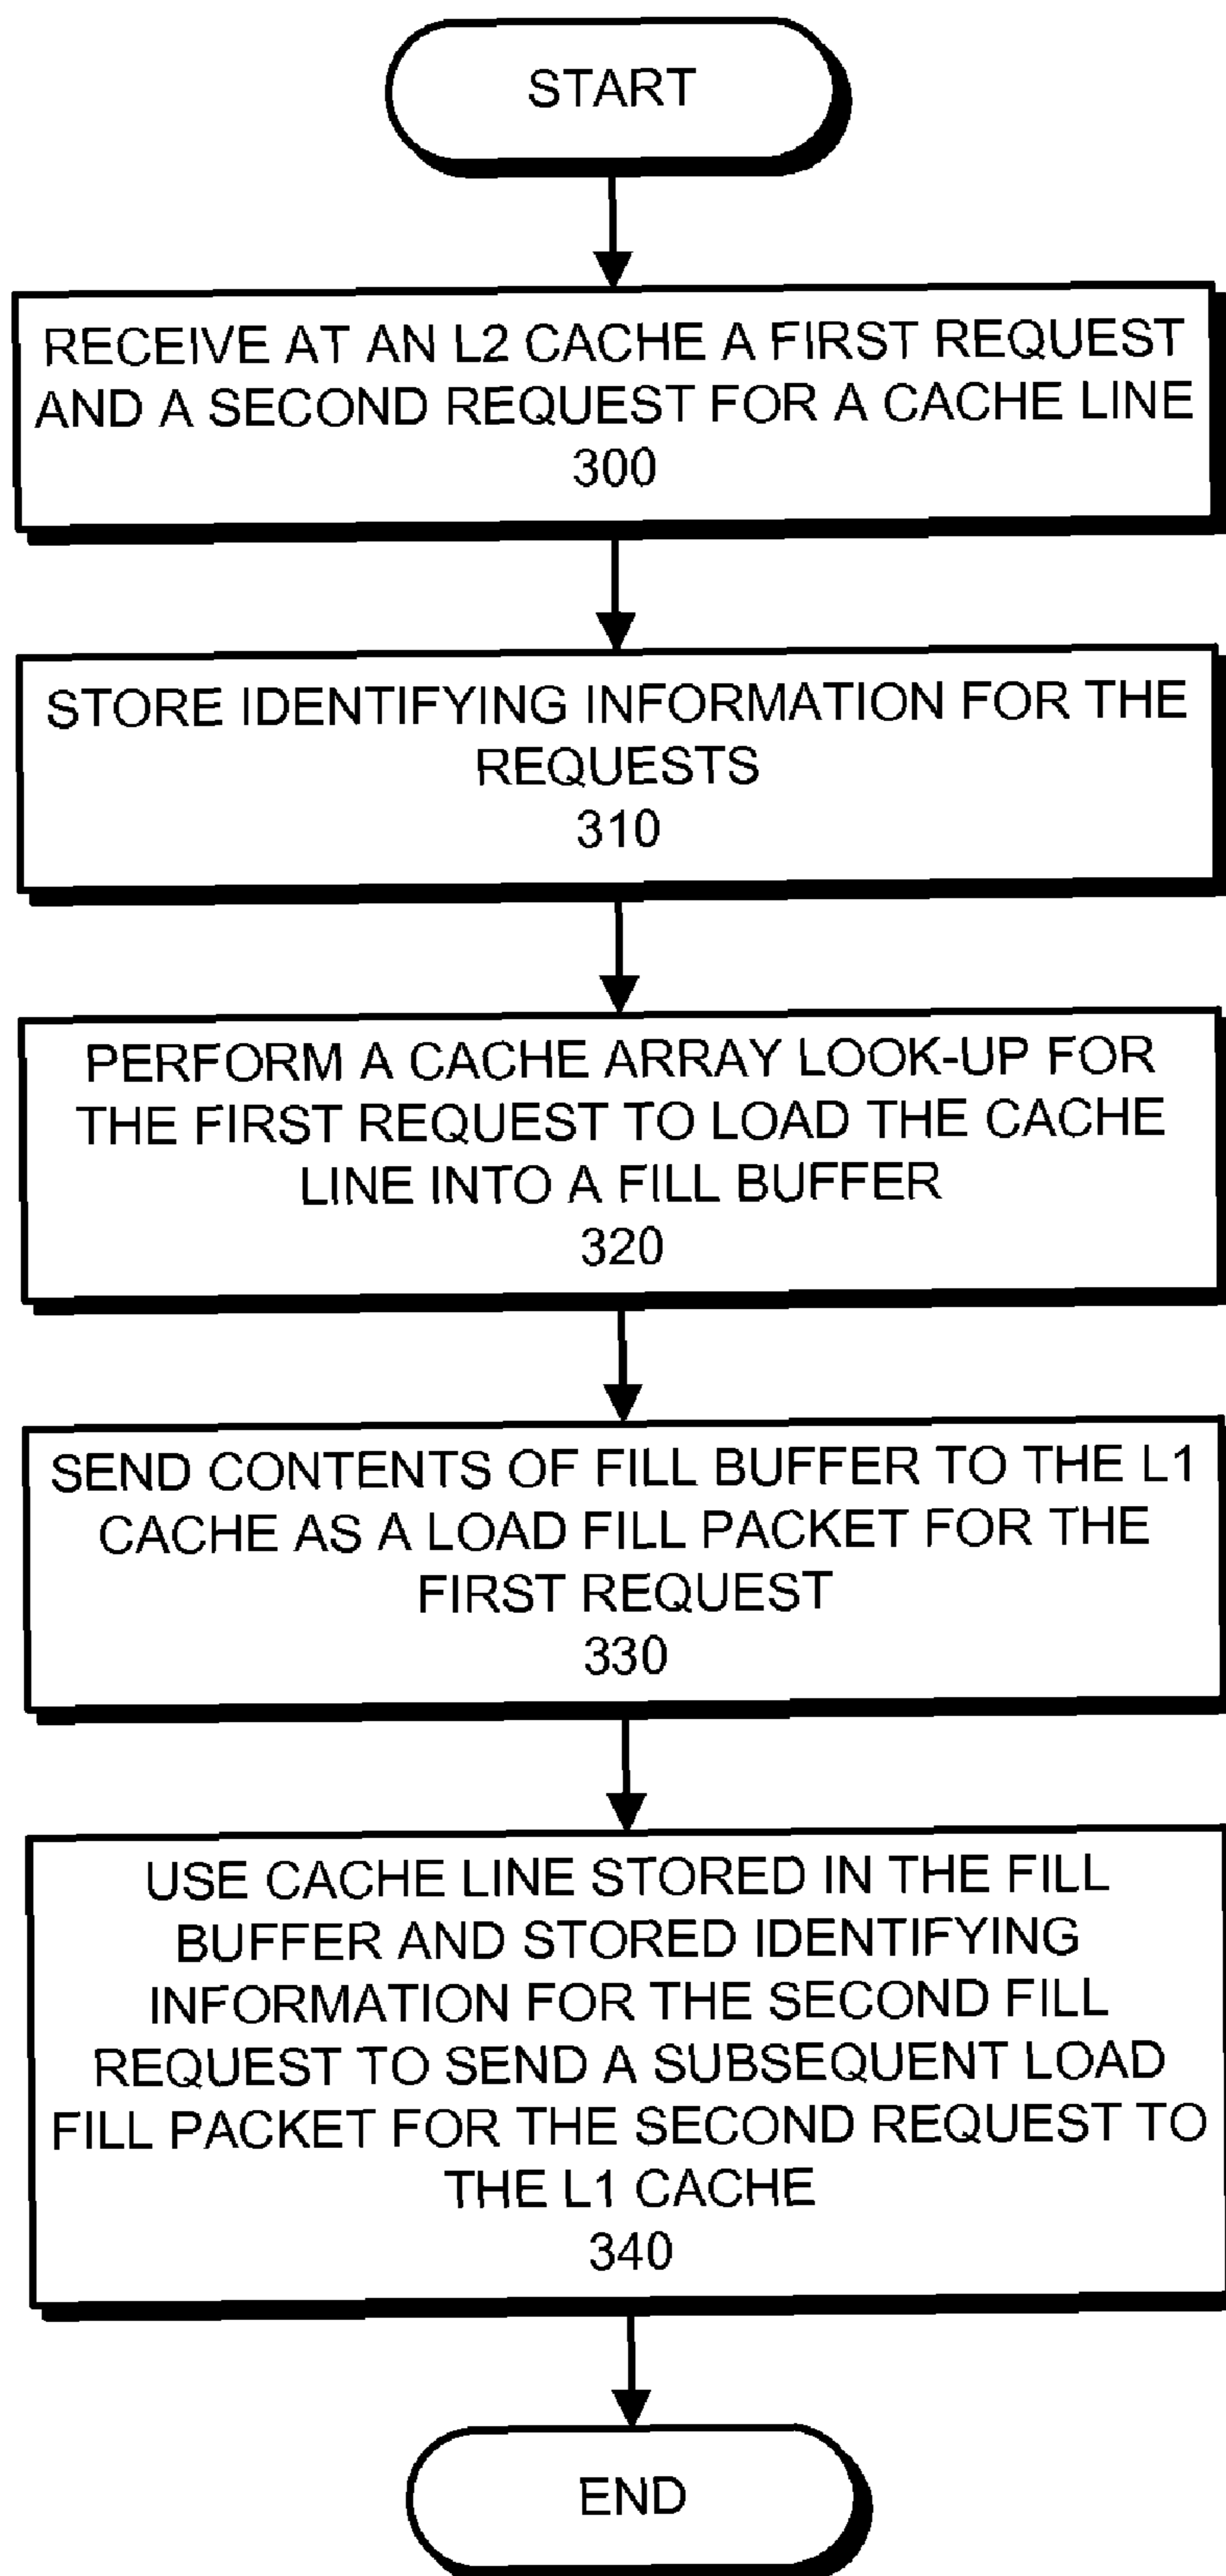 START
RECEIVE AT AN L2 CACHE A FIRST REQUEST
AND A SECOND REQUEST FOR A CACHE LINE
300
STORE IDENTIFYING INFORMATION FOR THE
REQUESTS
310
PERFORM A CACHE ARRAY LOOK-UP FOR
THE FIRST REQUEST TO LOAD THE CACHE
LINE INTO A FILL BUFFER
320
SEND CONTENTS OF FILL BUFFER TO THE L1
CACHE AS A LOAD FILL PACKET FOR THE
FIRST REQUEST
330
USE CACHE LINE STORED IN THE FILL
BUFFER AND STORED IDENTIFYING
INFORMATION FOR THE SECOND FILL
REQUEST TO SEND A SUBSEQUENT LOAD
FILL PACKET FOR THE SECOND REQUEST TO
THE L1 CACHE
340
END